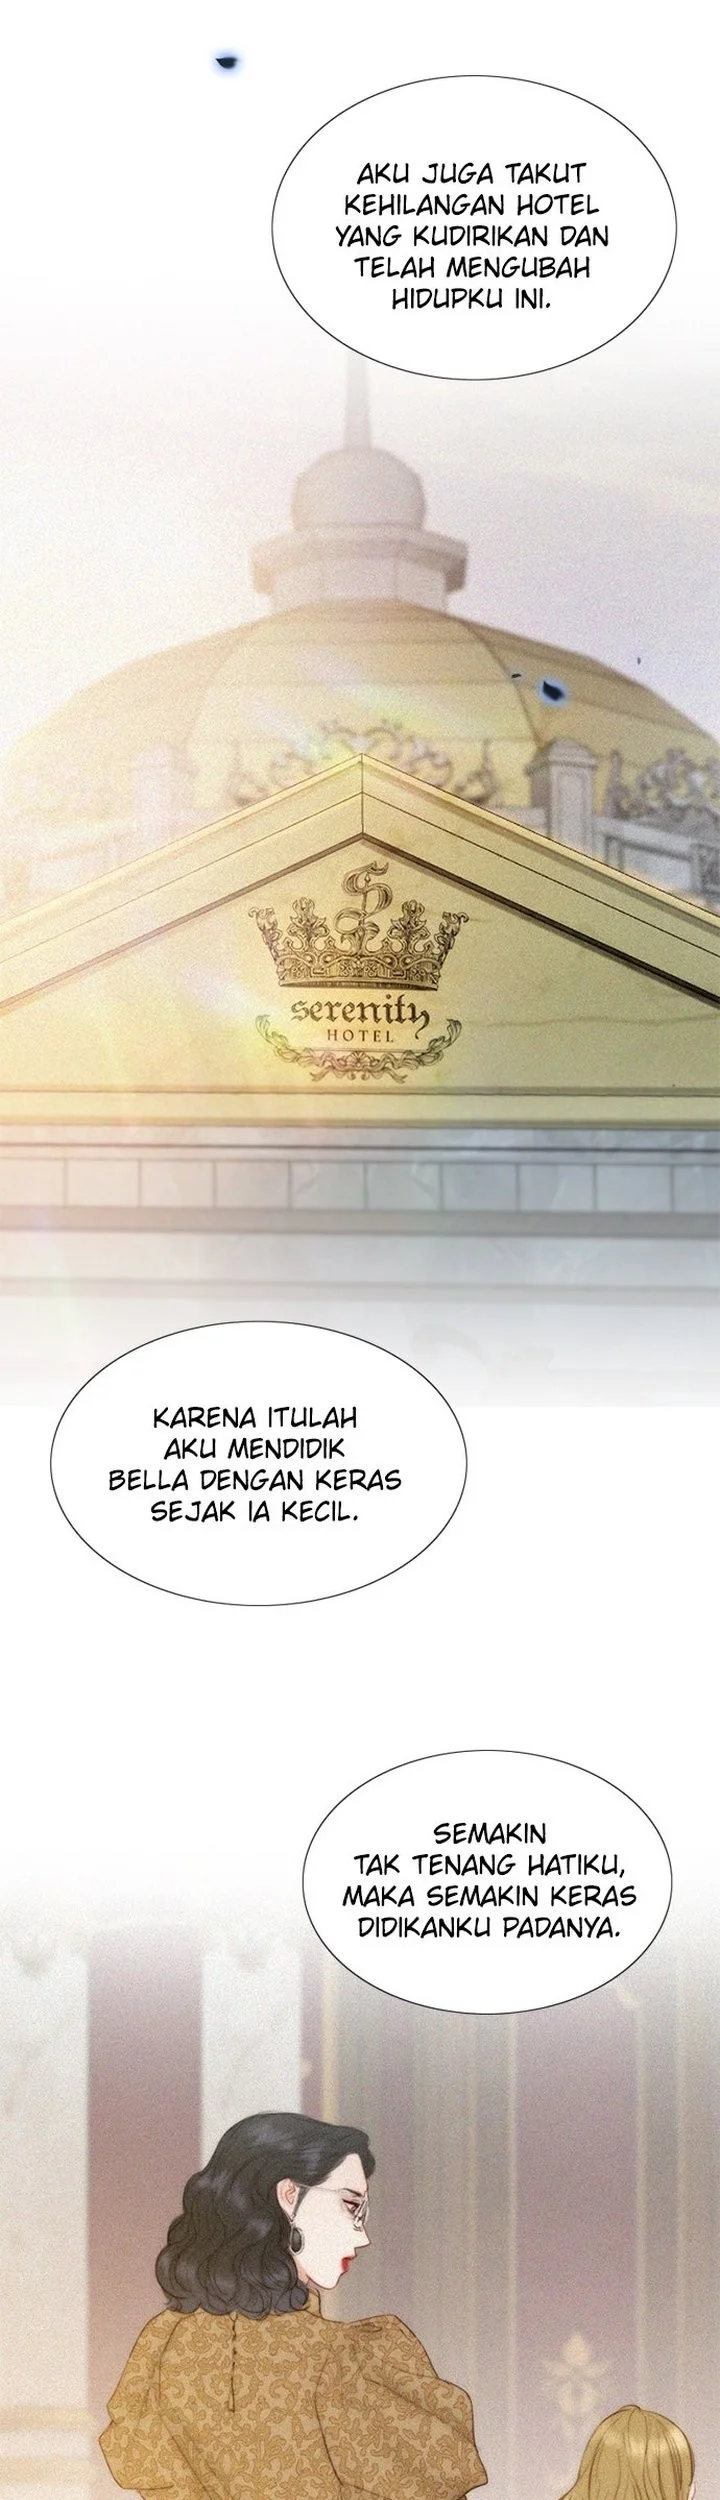 AKU JUGA TAKUT
KEHILANGAN HOTEL
YANG KUDIRIKAN DAN
TELAH MENGUBAH
HIDUPKU INI.
S
serenity
HOTEL
KARENA ITULAH
AKU MENDIDIK
BELLA DENGAN KERAS
SEJAK IA KECIL.
SEMAKIN
TAK TENANG HATIKU,
MAKA SEMAKIN KERAS
DIDIKANKU PADANYA.